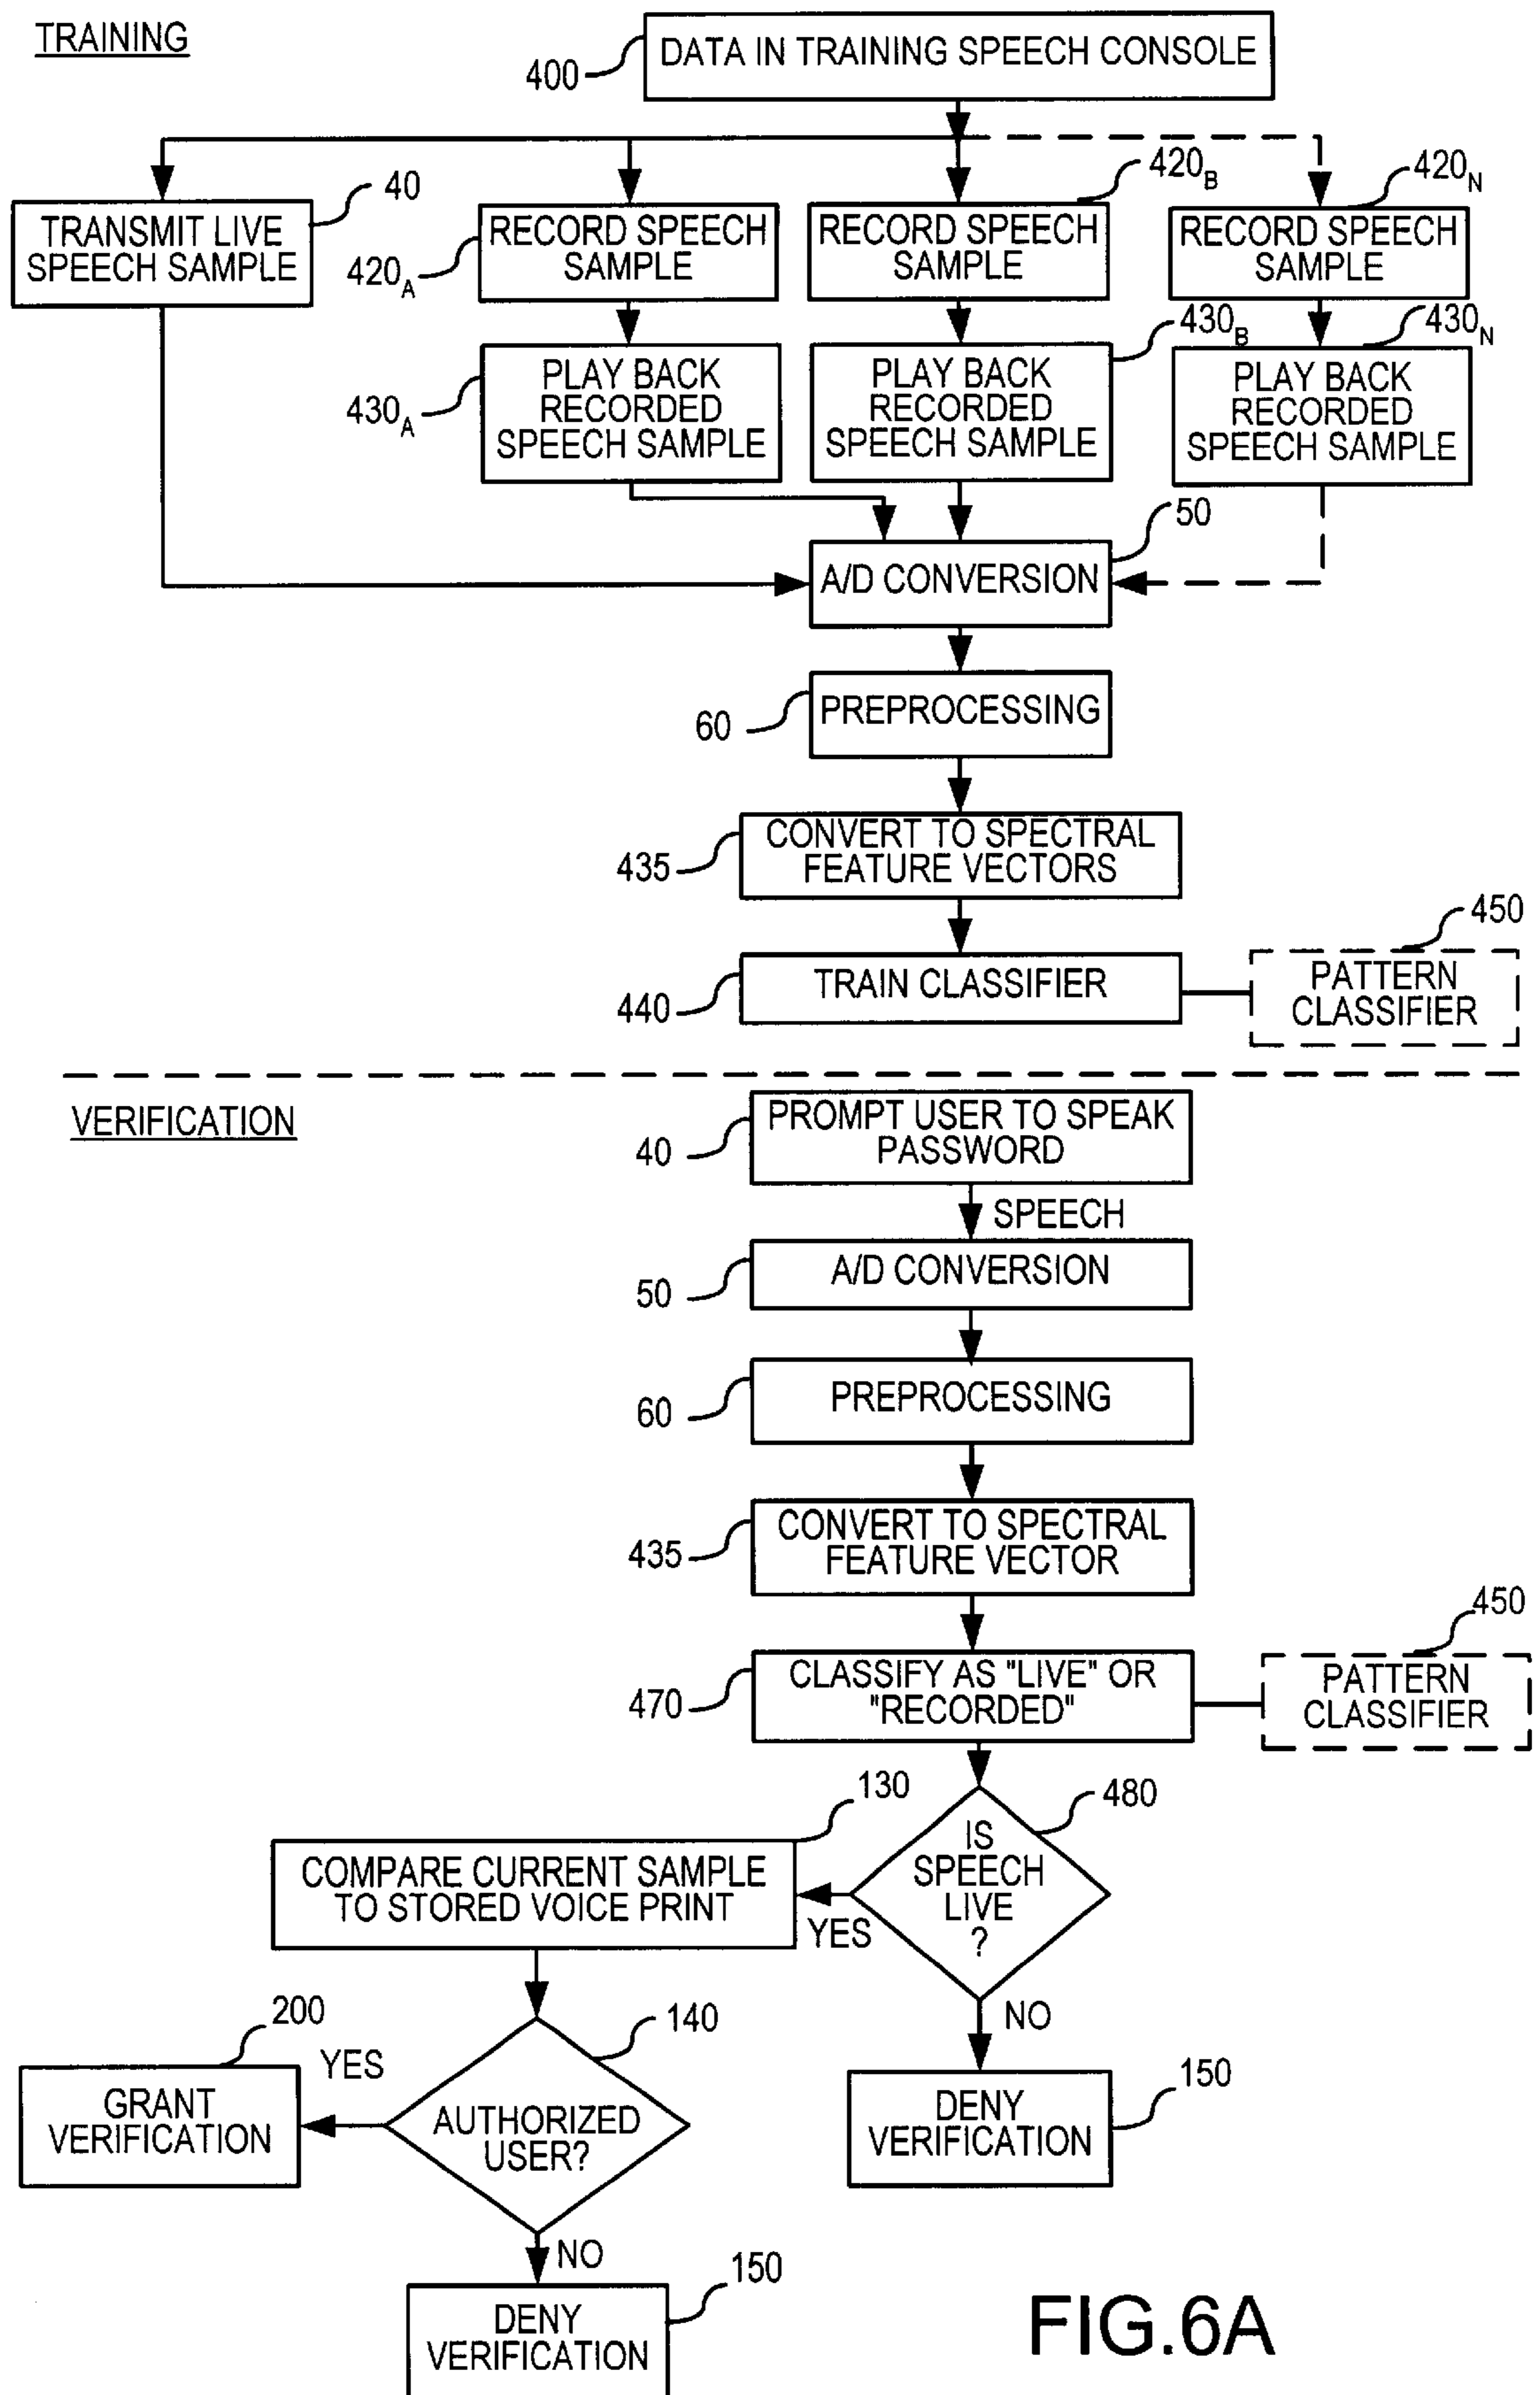 TRAINING
400
DATA IN TRAINING SPEECH CONSOLE
40
420B
420N
TRANSMIT LIVE
SPEECH SAMPLE
420A
RECORD SPEECH
SAMPLE
RECORD SPEECH
SAMPLE
RECORD SPEECH
SAMPLE
430B
430N
430A
PLAY BACK
RECORDED
SPEECH SAMPLE
PLAY BACK
RECORDED
SPEECH SAMPLE
PLAY BACK
RECORDED
SPEECH SAMPLE
50
A/D CONVERSION
60
PREPROCESSING
435
CONVERT TO SPECTRAL
FEATURE VECTORS
450
440
TRAIN CLASSIFIER
PATTERN
CLASSIFIER
VERIFICATION
40
PROMPT USER TO SPEAK
PASSWORD
SPEECH
50
A/D CONVERSION
60
PREPROCESSING
435
CONVERT TO SPECTRAL
FEATURE VECTOR
450
470
CLASSIFY AS "LIVE" OR
"RECORDED"
PATTERN
CLASSIFIER
130
480
COMPARE CURRENT SAMPLE
TO STORED VOICE PRINT
YES
IS
SPEECH
LIVE
?
NO
200
YES
140
150
GRANT
VERIFICATION
AUTHORIZED
USER?
DENY
VERIFICATION
NO
150
DENY
VERIFICATION
FIG.6A